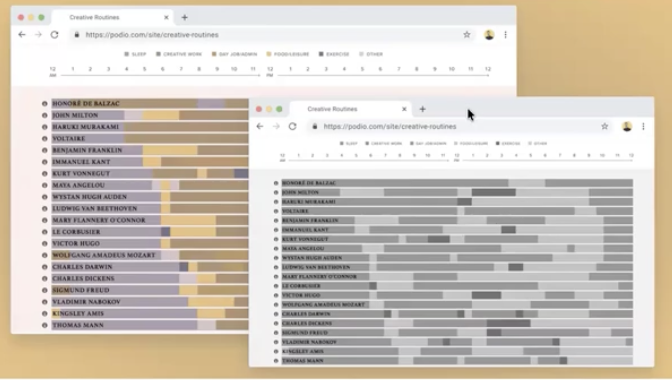 Creative Routines
https://podio.com/site/creative-routines
SLEEP CREATIVE WORK DAY JOB/ADMIN FOOD/LEISURE EXERCISE OTHER
12 1 2 3 4 5 6 7 8 9 10 11 12 1 2 3 4 5 6 7 8 9 10 11 12
AM PM
HONORÉ DE BALZAC
JOHN MILTON
HARUKI MURAKAMI
VOLTAIRE
BENJAMIN FRANKLIN
IMMANUEL KANT
KURT VONNEGUT
MAYA ANGELOU
WYSTAN HUGH AUDEN
LUDWIG VAN BEETHOVEN
MARY FLANNERY O'CONNOR
LE CORBUSIER
VICTOR HUGO
WOLFGANG AMADEUS MOZART
CHARLES DARWIN
CHARLES DICKENS
SIGMUND FREUD
VLADIMIR NABOKOV
KINGSLEY AMIS
THOMAS MANN
Creative Routines
https://podio.com/site/creative-routines
SLEEP CREATIVE WORK DAY JOB/ADMIN FOOD/LEISURE EXERCISE OTHER
12 1 2 3 4 5 6 7 8 9 10 11 12 1 2 3 4 5 6 7 8 9 10 11 12
HONORÉ DE BALZAC
JOHN MILTON
HARUKI MURAKAMI
VOLTAIRE
BENJAMIN FRANKLIN
IMMANUEL KANT
KURT VONNEGUT
MAYA ANGELOU
WYSTAN HUGH AUDEN
LUDWIG VAN BEETHOVEN
MARY FLANNERY O'CONNOR
LE CORBUSIER
VICTOR HUGO
WOLFGANG AMADEUS MOZART
CHARLES DARWIN
CHARLES DICKENS
SIGMUND FREUD
VLADIMIR NABOKOV
KINGSLEY AMIS
THOMAS MANN